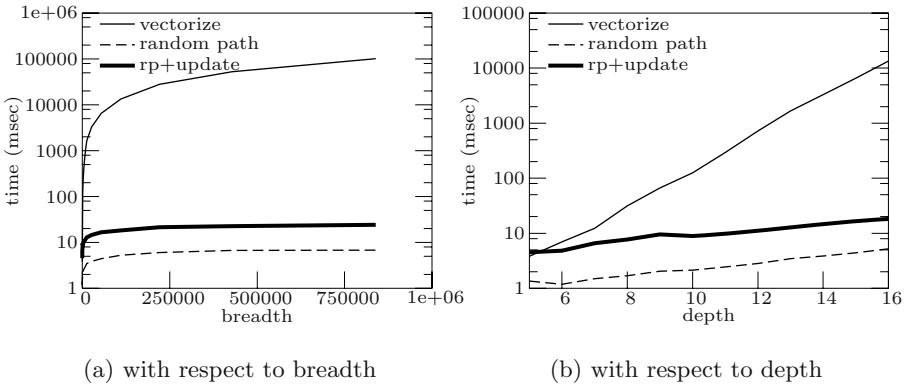 time (msec)
1e+06
100000
10000
1000
100
10
1
vectorize
random path
rp+update
0
250000
500000
750000
1e+06
breadth
(a) with respect to breadth
time (msec)
100000
10000
1000
100
10
1
vectorize
random path
rp+update
6
8
10
12
14
16
depth
(b) with respect to depth